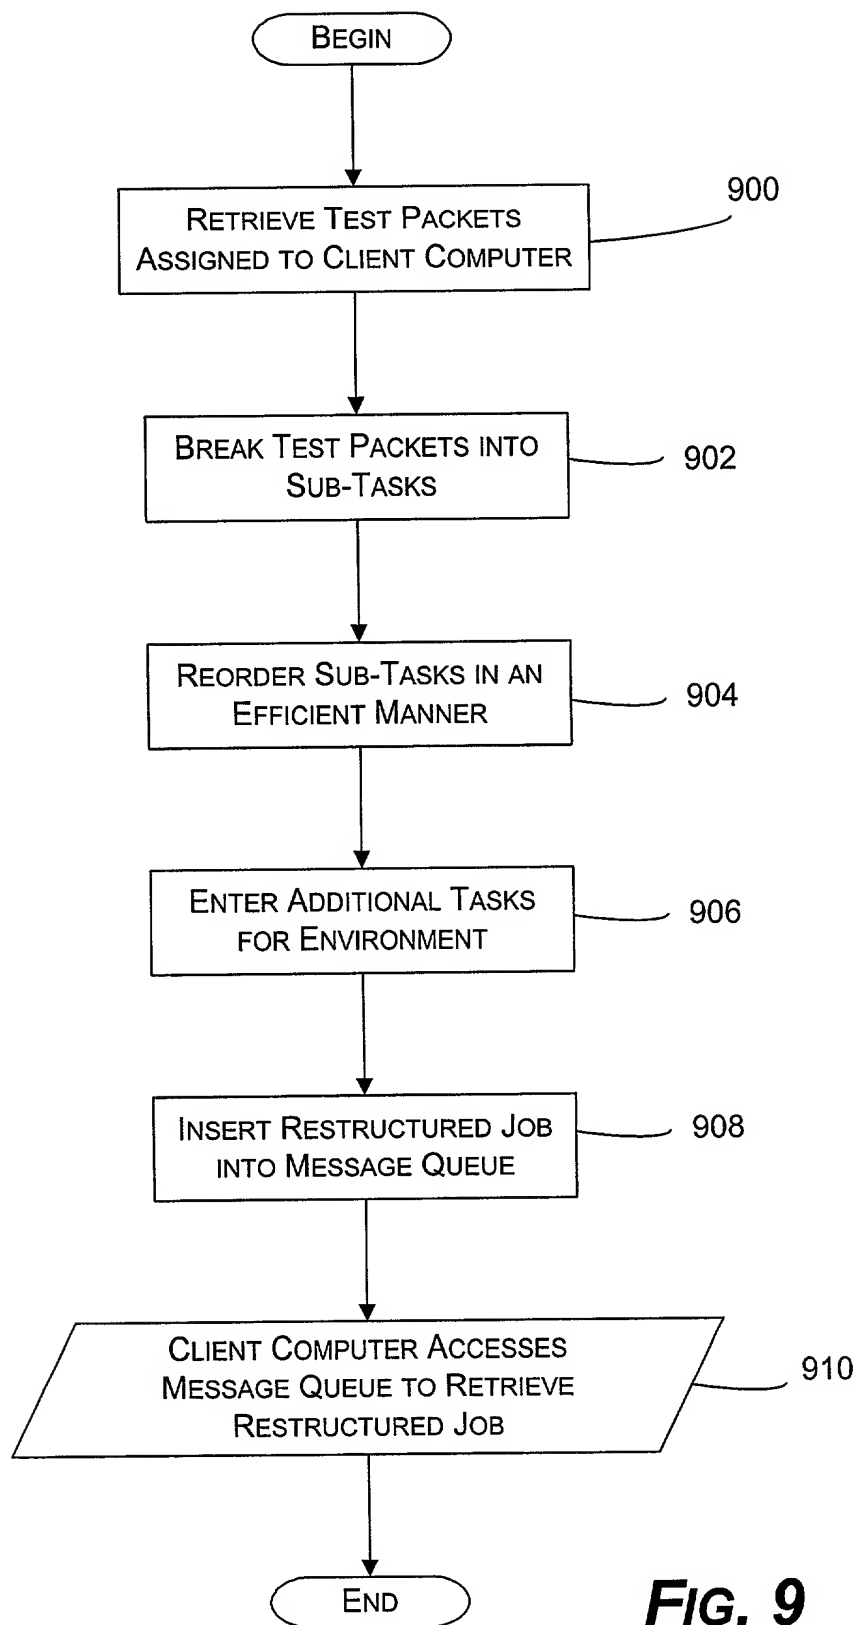 BEGIN
900
RETRIEVE TEST PACKETS
ASSIGNED TO CLIENT COMPUTER
BREAK TEST PACKETS INTO
SUB-TASKS
902
REORDER SUB-TASKS IN AN
EFFICIENT MANNER
904
ENTER ADDITIONAL TASKS
FOR ENVIRONMENT
906
INSERT RESTRUCTURED JOB
INTO MESSAGE QUEUE
908
CLIENT COMPUTER ACCESSES
MESSAGE QUEUE TO RETRIEVE
RESTRUCTURED JOB
910
END
FIG. 9